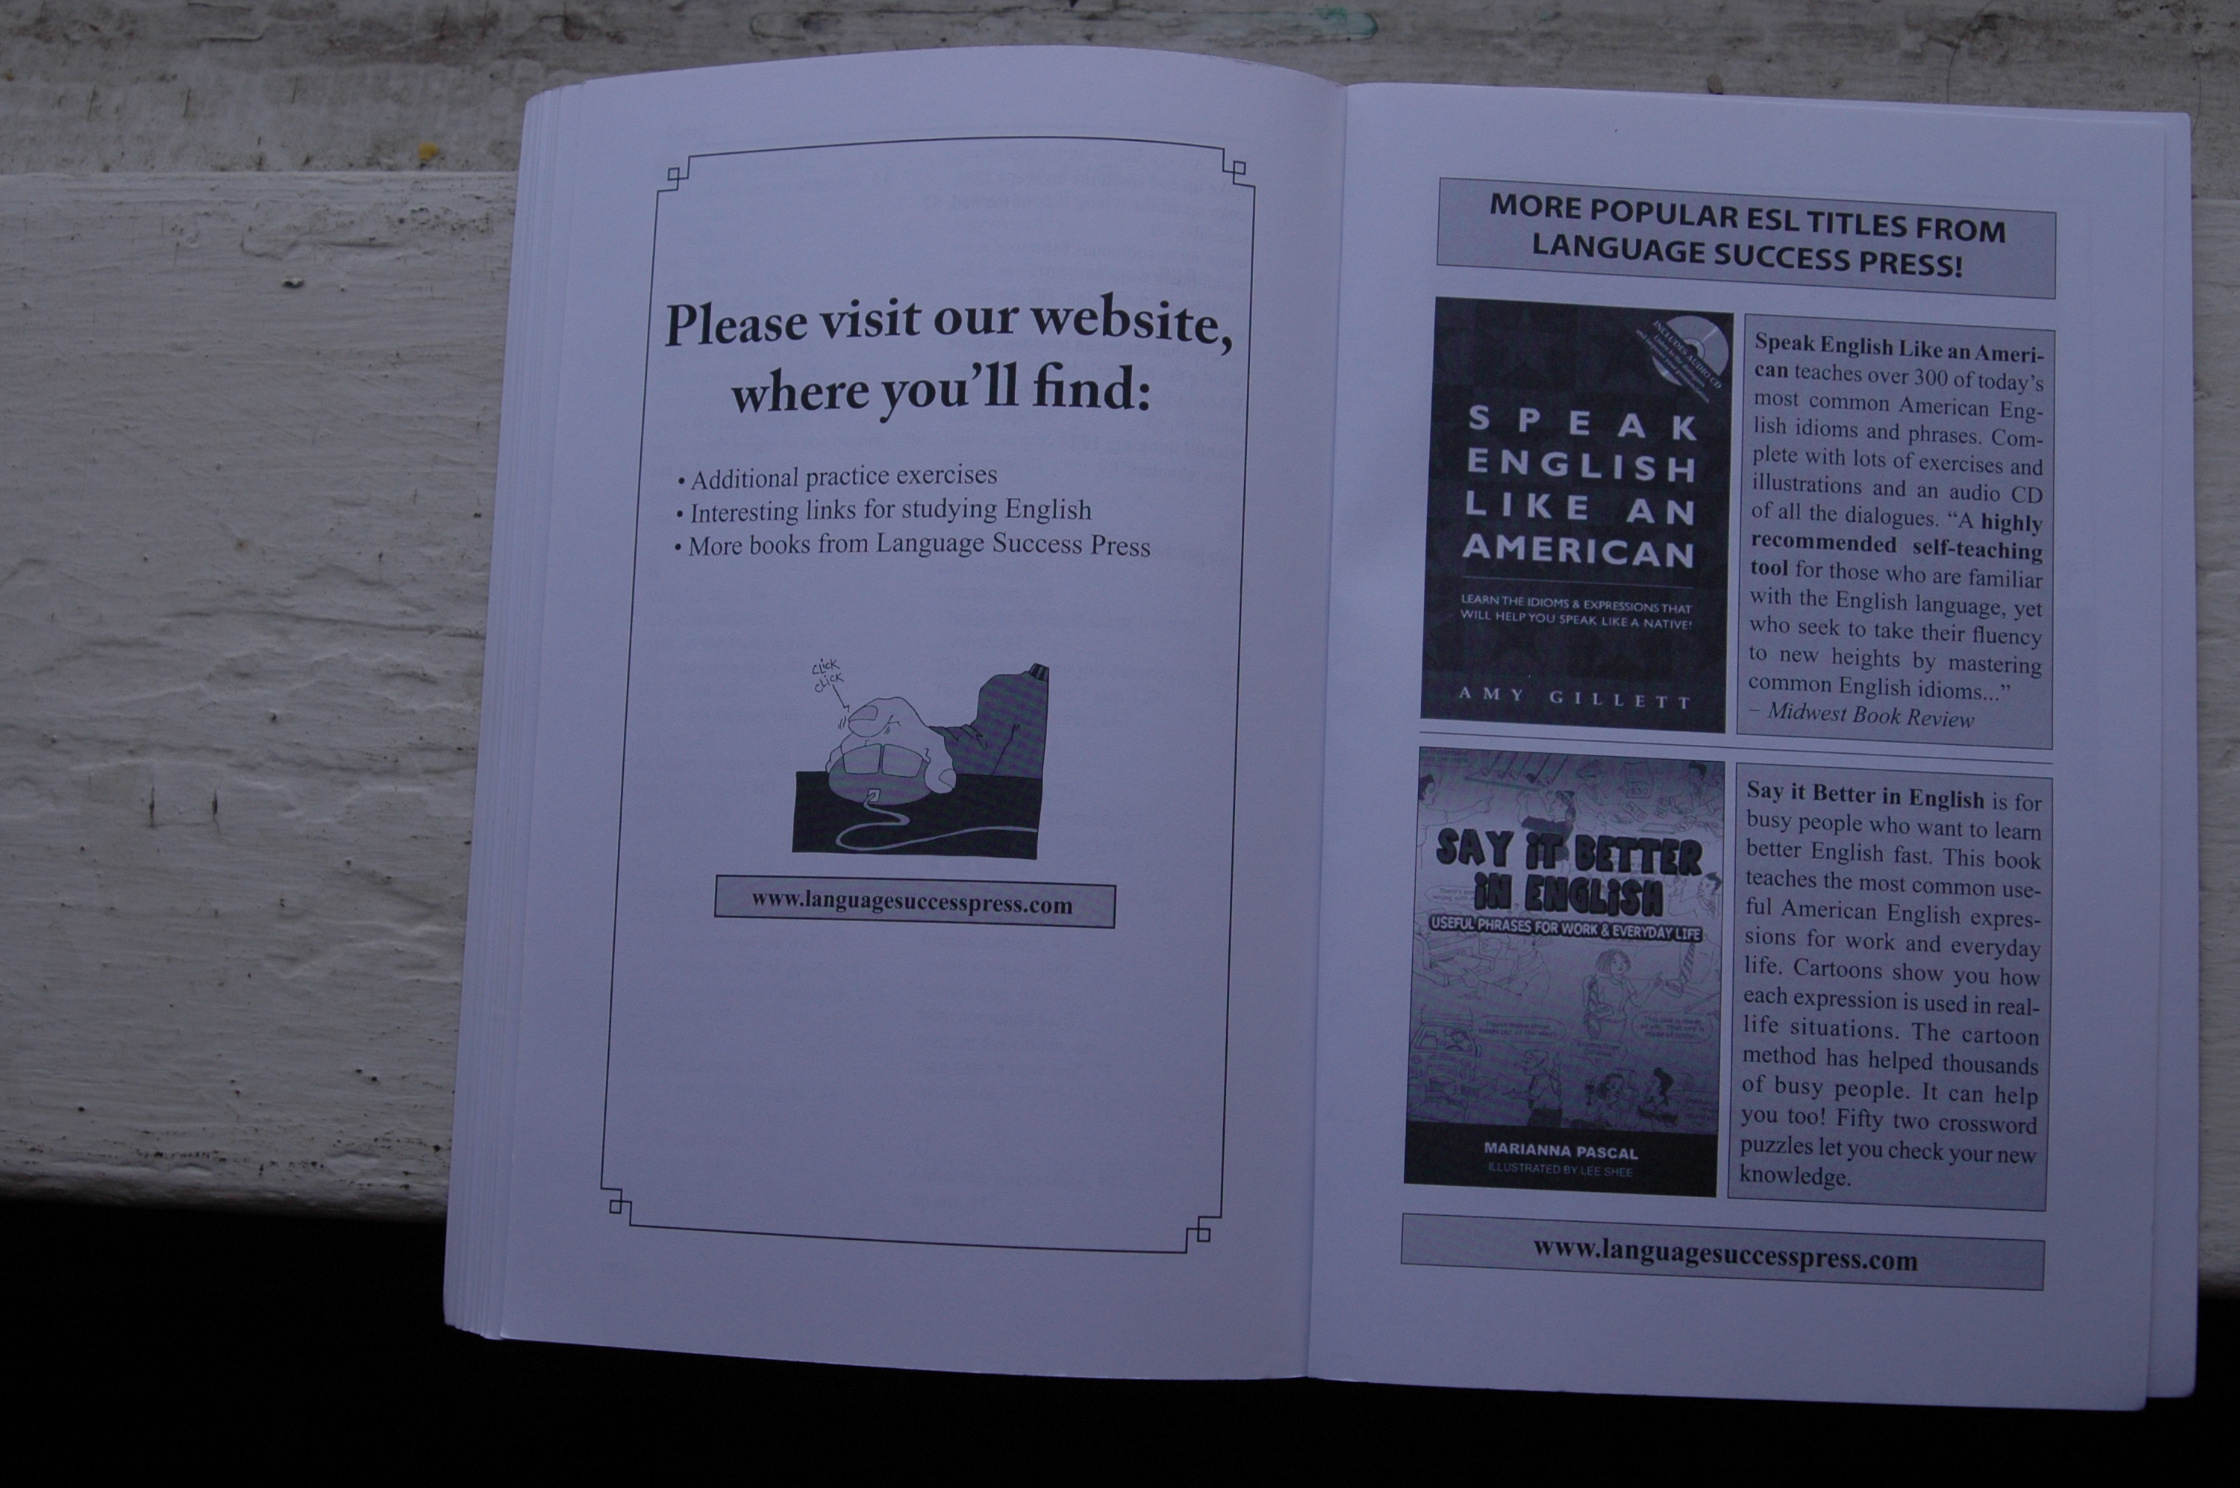 Please visit our website,
where you'll find:
• Additional practice exercises
• Interesting links for studying English
• More books from Language Success Press
click
click
www.languagesuccesspress.com
MORE POPULAR ESL TITLES FROM
LANGUAGE SUCCESS PRESS!
INCLUDES AUDIO CD
SPEAK
ENGLISH
LIKE AN
AMERICAN
LEARN THE IDIOMS & EXPRESSIONS THAT
WILL HELP YOU SPEAK LIKE A NATIVE!
AMY GILLETT
Speak English Like an Ameri-
can teaches over 300 of today's
most common American Eng-
lish idioms and phrases. Com-
plete with lots of exercises and
illustrations and an audio CD
of all the dialogues. “A highly
recommended self-teaching
tool for those who are familiar
with the English language, yet
who seek to take their fluency
to new heights by mastering
common English idioms...”
– Midwest Book Review
SAY iT BETTER
iN ENGLiSH
USEFUL PHRASES FOR WORK & EVERYDAY LIFE
MARIANNA PASCAL
ILLUSTRATED BY LEE SHEE
Say it Better in English is for
busy people who want to learn
better English fast. This book
teaches the most common use-
ful American English expres-
sions for work and everyday
life. Cartoons show you how
each expression is used in real-
life situations. The cartoon
method has helped thousands
of busy people. It can help
you too! Fifty two crossword
puzzles let you check your new
knowledge.
www.languagesuccesspress.com